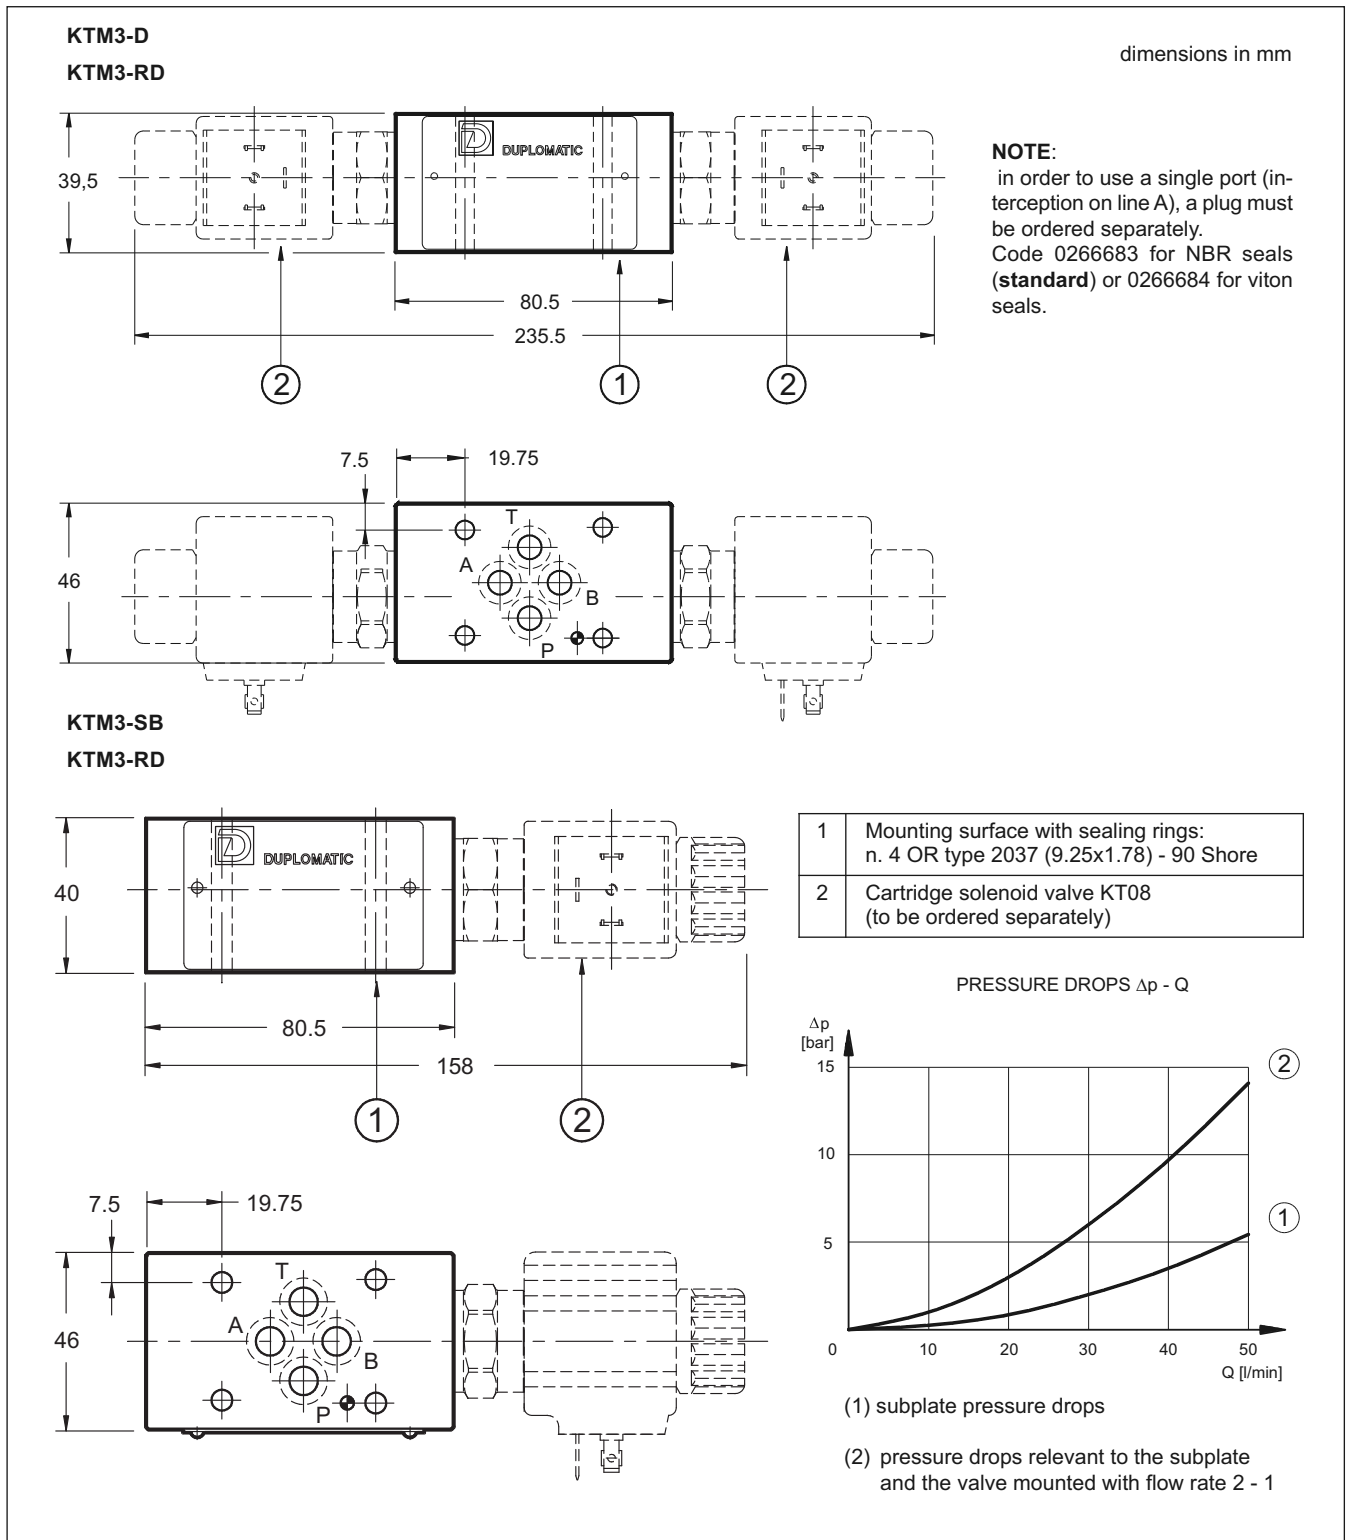 KTM3-D
KTM3-RD
dimensions in mm
DUPLOMATIC
39,5
80.5
235.5
2
1
2
NOTE:
in order to use a single port (in-
terception on line A), a plug must
be ordered separately.
Code 0266683 for NBR seals
(standard) or 0266684 for viton
seals.
7.5
19.75
46
T
A
B
P
KTM3-SB
KTM3-RD
DUPLOMATIC
40
80.5
158
1
2
1 Mounting surface with sealing rings:
n. 4 OR type 2037 (9.25x1.78) - 90 Shore
2 Cartridge solenoid valve KT08
(to be ordered separately)
PRESSURE DROPS Δp - Q
Δp
[bar]
15
10
5
0 10 20 30 40 50
Q [l/min]
2
1
7.5
19.75
46
T
A
B
P
(1) subplate pressure drops
(2) pressure drops relevant to the subplate
and the valve mounted with flow rate 2 - 1